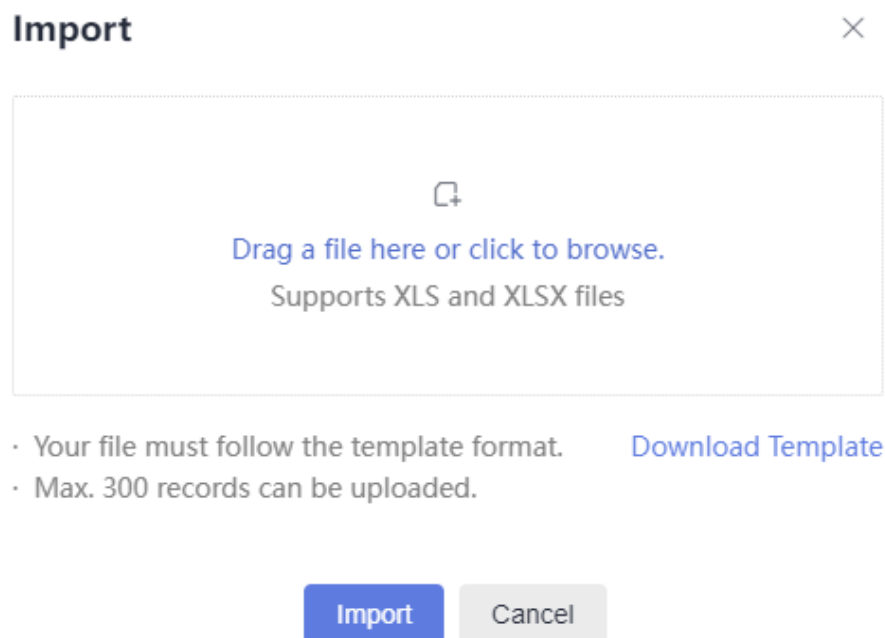 Import
Drag a file here or click to browse.
Supports XLS and XLSX files
· Your file must follow the template format. Download Template
· Max. 300 records can be uploaded.
Import Cancel